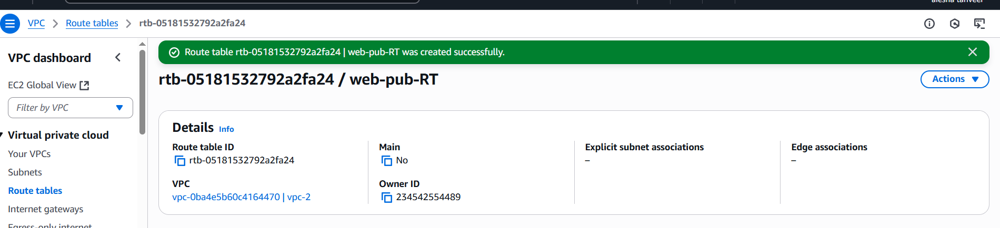 alesha tanveer
VPC > Route tables > rtb-05181532792a2fa24
VPC dashboard
EC2 Global View
Filter by VPC
Virtual private cloud
Your VPCs
Subnets
Route tables
Internet gateways
Egress-only internet
Route table rtb-05181532792a2fa24 | web-pub-RT was created successfully.
rtb-05181532792a2fa24 / web-pub-RT
Actions
Details Info
Route table ID
rtb-05181532792a2fa24
Main
No
Explicit subnet associations
–
Edge associations
–
VPC
vpc-0ba4e5b60c4164470 | vpc-2
Owner ID
234542554489